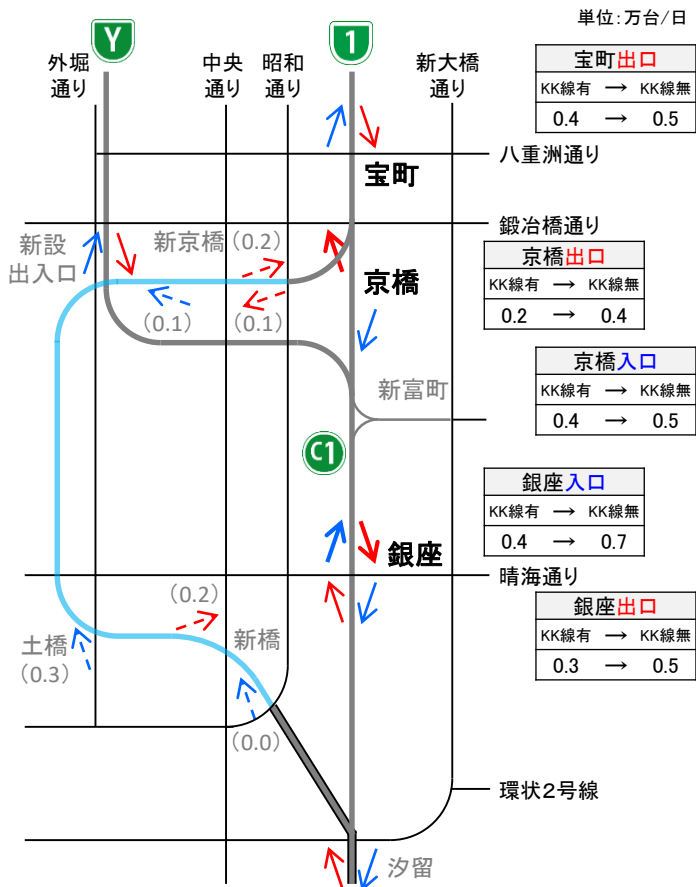 単位:万台/日
Y
1
外堀
通り
中央
通り
昭和
通り
新大橋
通り
宝町出口
KK線有 → KK線無
0.4 → 0.5
八重洲通り
宝町
鍛冶橋通り
新設
出入口
新京橋
(0.2)
京橋
京橋出口
KK線有 → KK線無
0.2 → 0.4
(0.1)
(0.1)
新富町
京橋入口
KK線有 → KK線無
0.4 → 0.5
C1
銀座入口
KK線有 → KK線無
0.4 → 0.7
銀座
晴海通り
(0.2)
銀座出口
KK線有 → KK線無
0.3 → 0.5
土橋
(0.3)
新橋
(0.0)
環状2号線
汐留